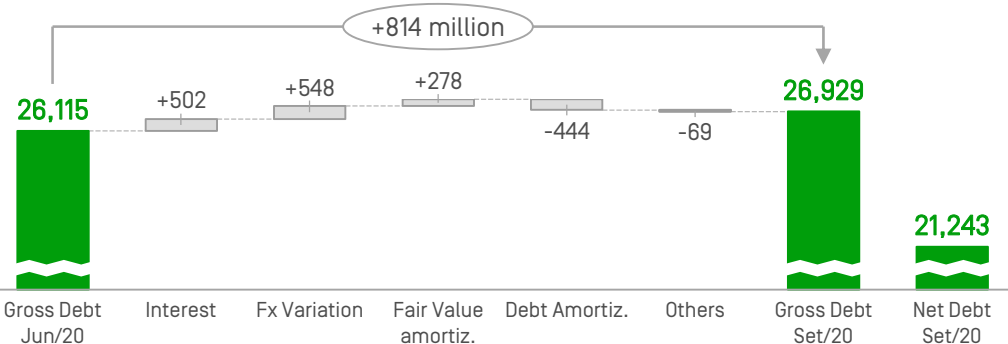 +814 million
26,115
+502
+548
+278
-444
-69
26,929
21,243
Gross Debt
Jun/20
Interest
Fx Variation
Fair Value
amortiz.
Debt Amortiz.
Others
Gross Debt
Set/20
Net Debt
Set/20